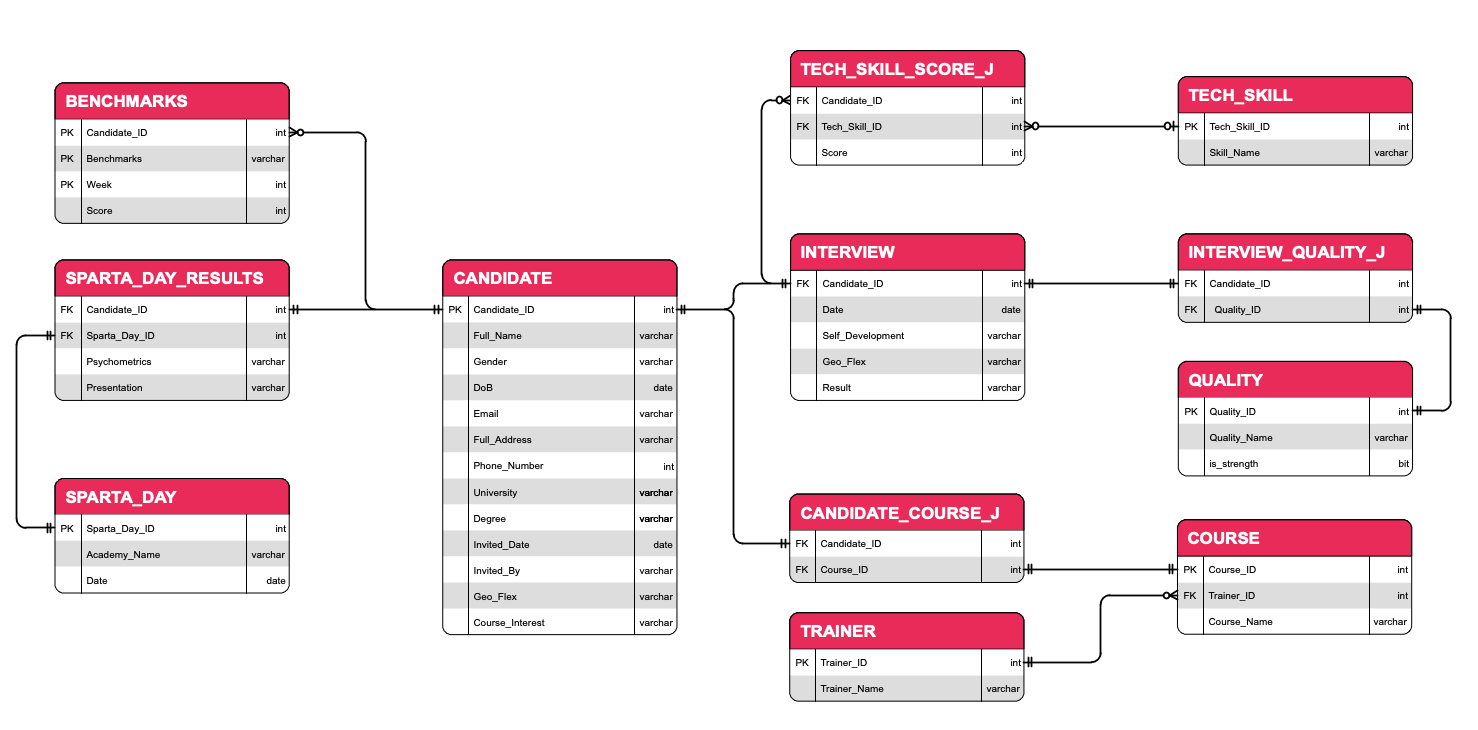 BENCHMARKS
PK Candidate_ID int
PK Benchmarks varchar
PK Week int
Score int
SPARTA_DAY_RESULTS
FK Candidate_ID int
FK Sparta_Day_ID int
Psychometrics varchar
Presentation varchar
SPARTA_DAY
PK Sparta_Day_ID int
Academy_Name varchar
Date date
CANDIDATE
PK Candidate_ID int
Full_Name varchar
Gender varchar
DoB date
Email varchar
Full_Address varchar
Phone_Number int
University varchar
Degree varchar
Invited_Date date
Invited_By varchar
Geo_Flex varchar
Course_Interest varchar
TECH_SKILL_SCORE_J
FK Candidate_ID int
FK Tech_Skill_ID int
Score int
INTERVIEW
FK Candidate_ID int
Date date
Self_Development varchar
Geo_Flex varchar
Result varchar
CANDIDATE_COURSE_J
FK Candidate_ID int
FK Course_ID int
TRAINER
PK Trainer_ID int
Trainer_Name varchar
TECH_SKILL
PK Tech_Skill_ID int
Skill_Name varchar
INTERVIEW_QUALITY_J
FK Candidate_ID int
FK Quality_ID int
QUALITY
PK Quality_ID int
Quality_Name varchar
is_strength bit
COURSE
PK Course_ID int
FK Trainer_ID int
Course_Name varchar